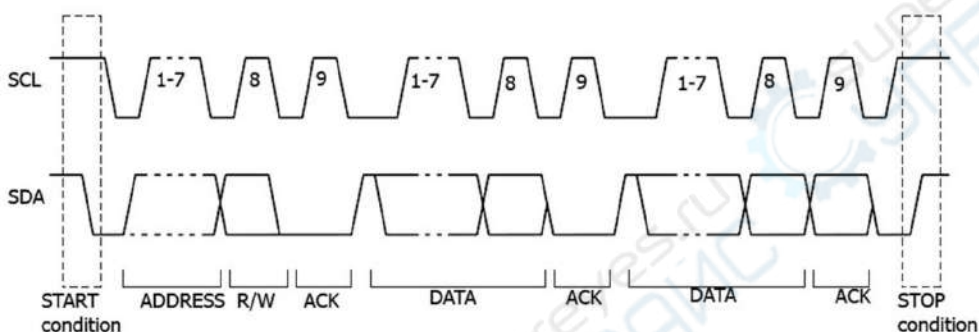 SCL 1-7 8 9 1-7 8 9 1-7 8 9
SDA
START condition ADDRESS R/W ACK DATA ACK DATA ACK STOP condition